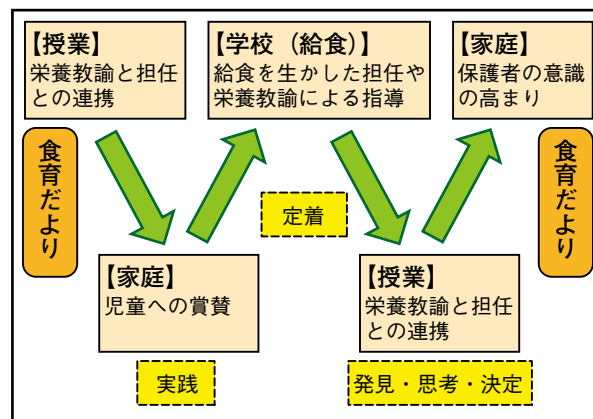 【授業】
栄養教諭と担任
との連携
【学校（給食）】
給食を生かした担任や
栄養教諭による指導
【家庭】
保護者の意識
の高まり
食育だより
食育だより
定着
【家庭】
児童への賞賛
【授業】
栄養教諭と担任
との連携
実践
発見・思考・決定